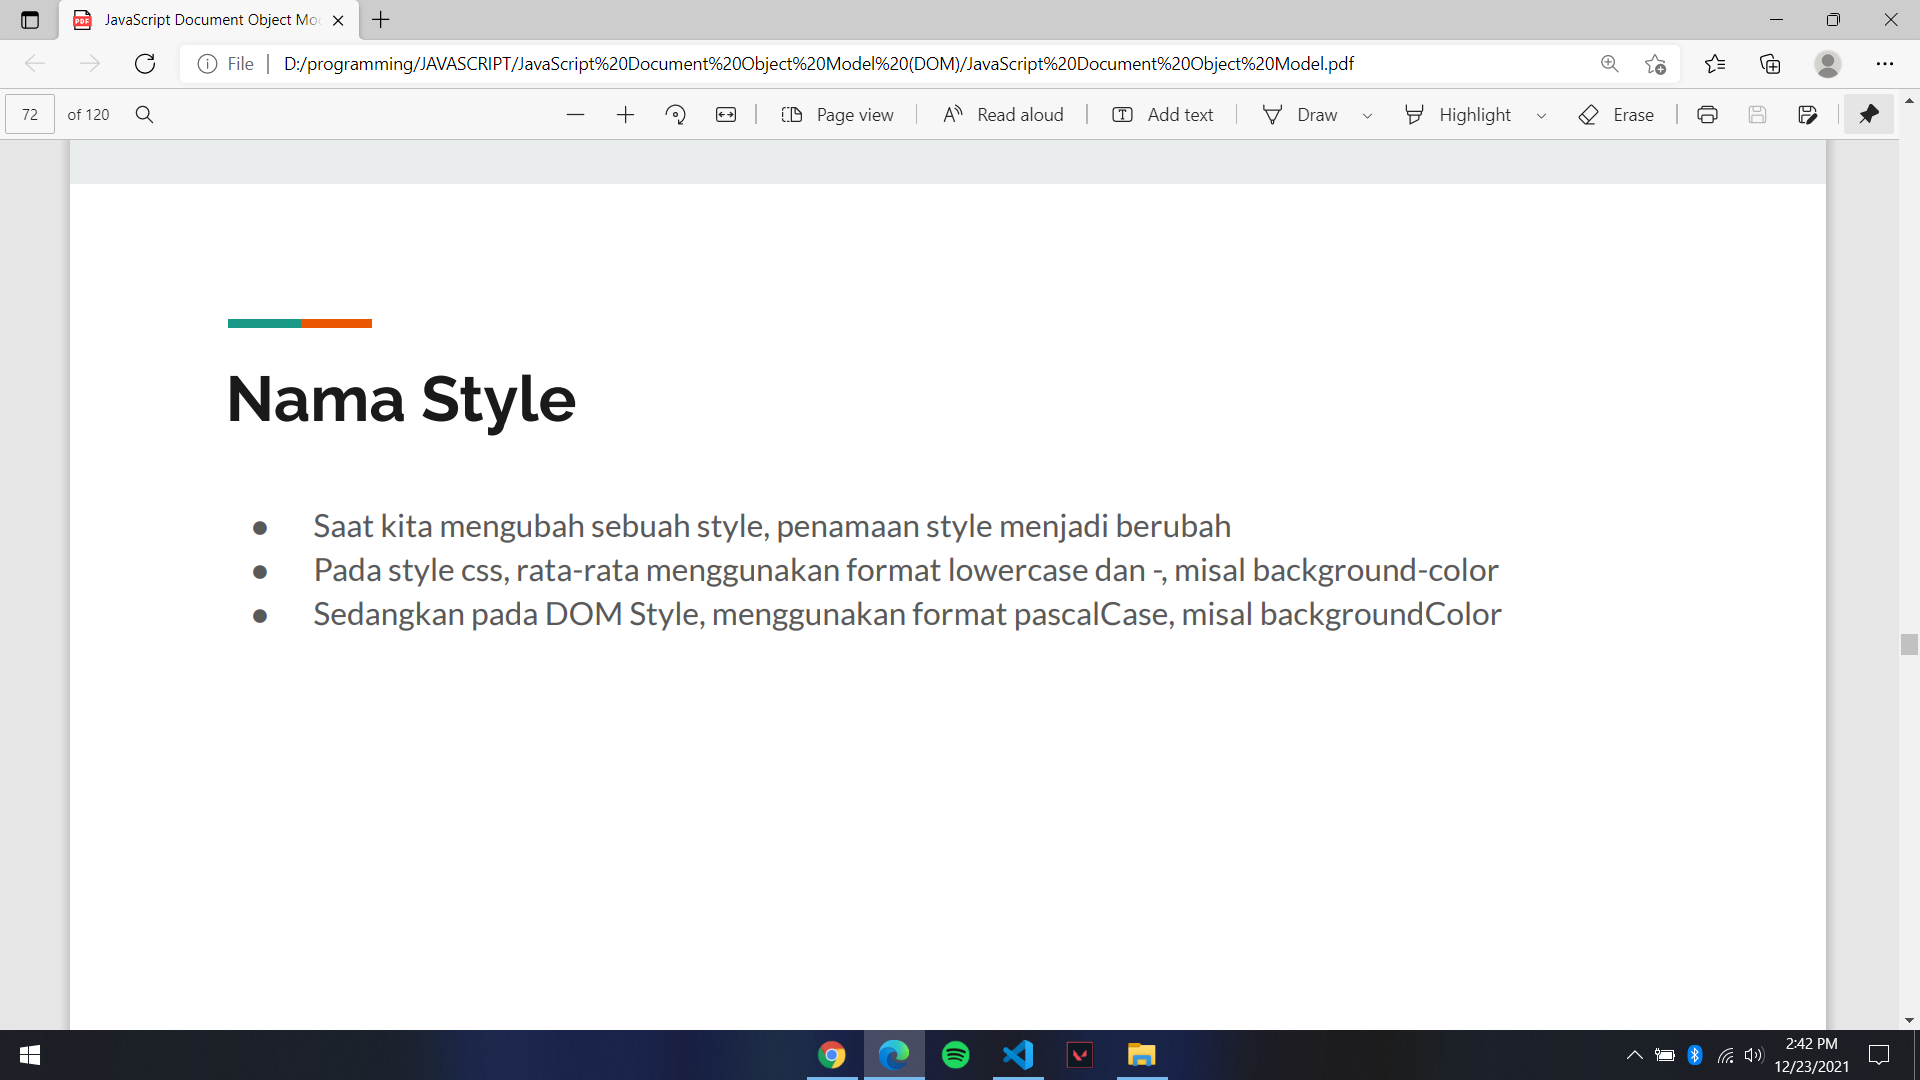 JavaScript Document Object Mo
File
D:/programming/JAVASCRIPT/JavaScript%20Document%20Object%20Model%20(DOM)/JavaScript%20Document%20Object%20Model.pdf
72 of 120
Page view
Read aloud
Add text
Draw
Highlight
Erase
Nama Style
● Saat kita mengubah sebuah style, penamaan style menjadi berubah
● Pada style css, rata-rata menggunakan format lowercase dan -, misal background-color
● Sedangkan pada DOM Style, menggunakan format pascalCase, misal backgroundColor
2:42 PM
12/23/2021